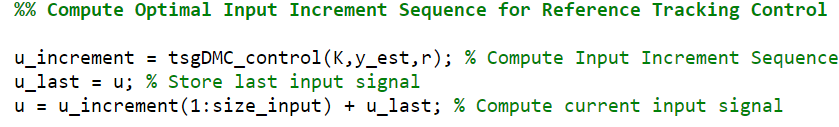 %% Compute Optimal Input Increment Sequence for Reference Tracking Control
u_increment = tsgDMC_control(K,y_est,r); % Compute Input Increment Sequence
u_last = u; % Store last input signal
u = u_increment(1:size_input) + u_last; % Compute current input signal